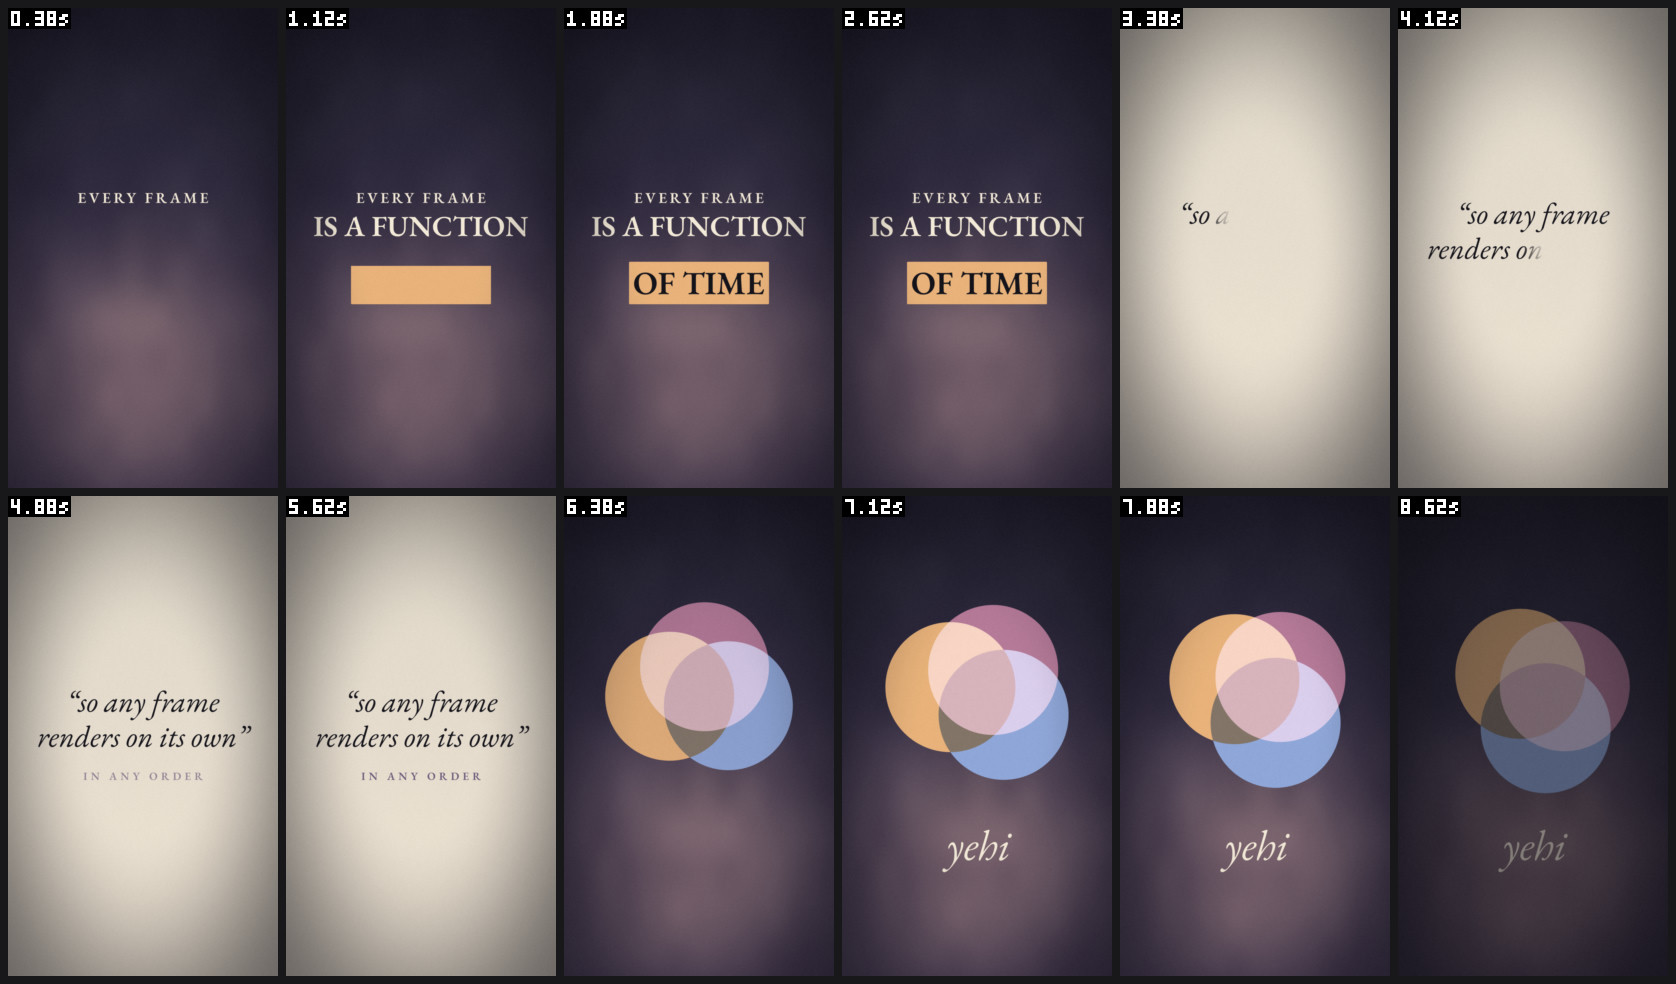 0.38s
EVERY FRAME
1.12s
EVERY FRAME
IS A FUNCTION
1.88s
EVERY FRAME
IS A FUNCTION
OF TIME
2.62s
EVERY FRAME
IS A FUNCTION
OF TIME
3.38s
“so a
4.12s
“so any frame
renders on
4.88s
“so any frame
renders on its own”
IN ANY ORDER
5.62s
“so any frame
renders on its own”
IN ANY ORDER
6.38s
7.12s
yehi
7.88s
yehi
8.62s
yehi